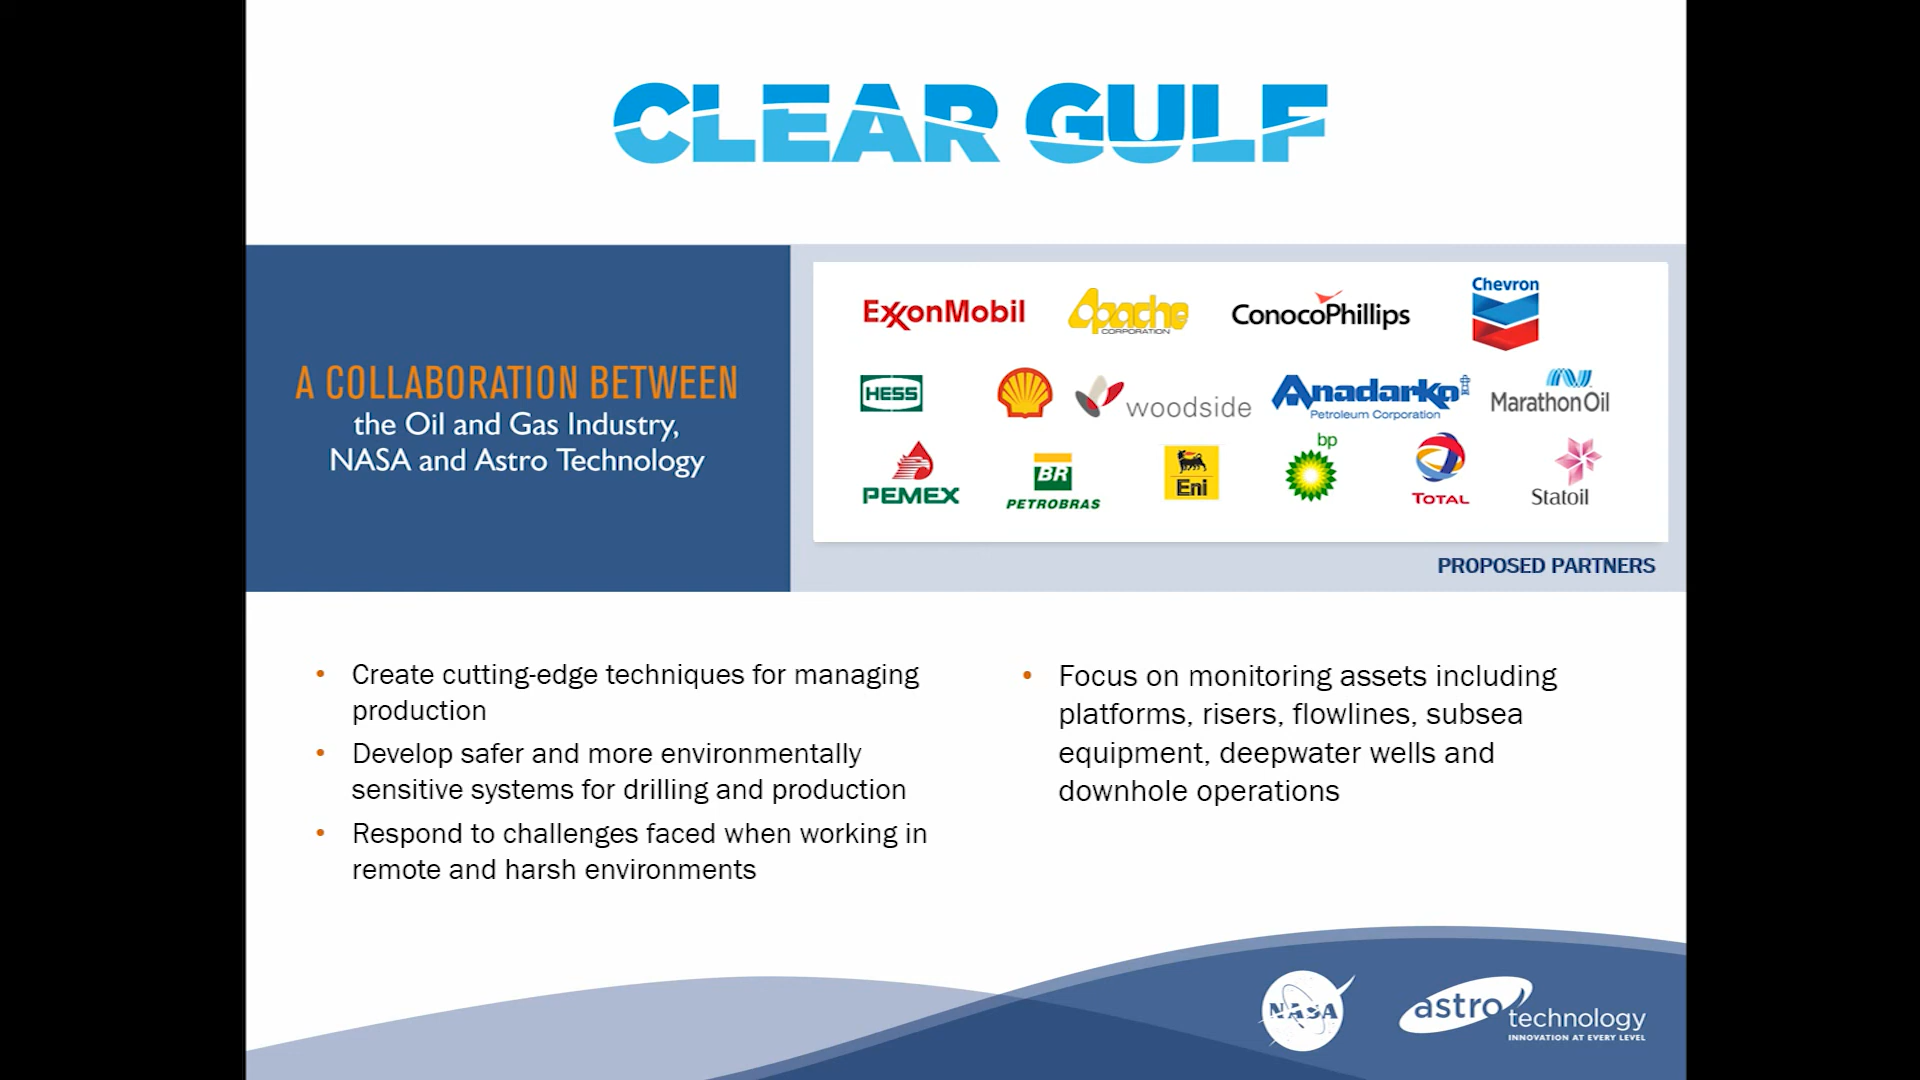 CLEAR GULF
A COLLABORATION BETWEEN
the Oil and Gas Industry,
NASA and Astro Technology
ExxonMobil
Apache
CORPORATION
ConocoPhillips
Chevron
HESS
woodside
Anadarko
Petroleum Corporation
Marathon Oil
PEMEX
BR
PETROBRAS
Eni
bp
TOTAL
Statoil
PROPOSED PARTNERS
• Create cutting-edge techniques for managing
production
• Develop safer and more environmentally
sensitive systems for drilling and production
• Respond to challenges faced when working in
remote and harsh environments
• Focus on monitoring assets including
platforms, risers, flowlines, subsea
equipment, deepwater wells and
downhole operations
NASA
astro
technology
INNOVATION AT EVERY LEVEL